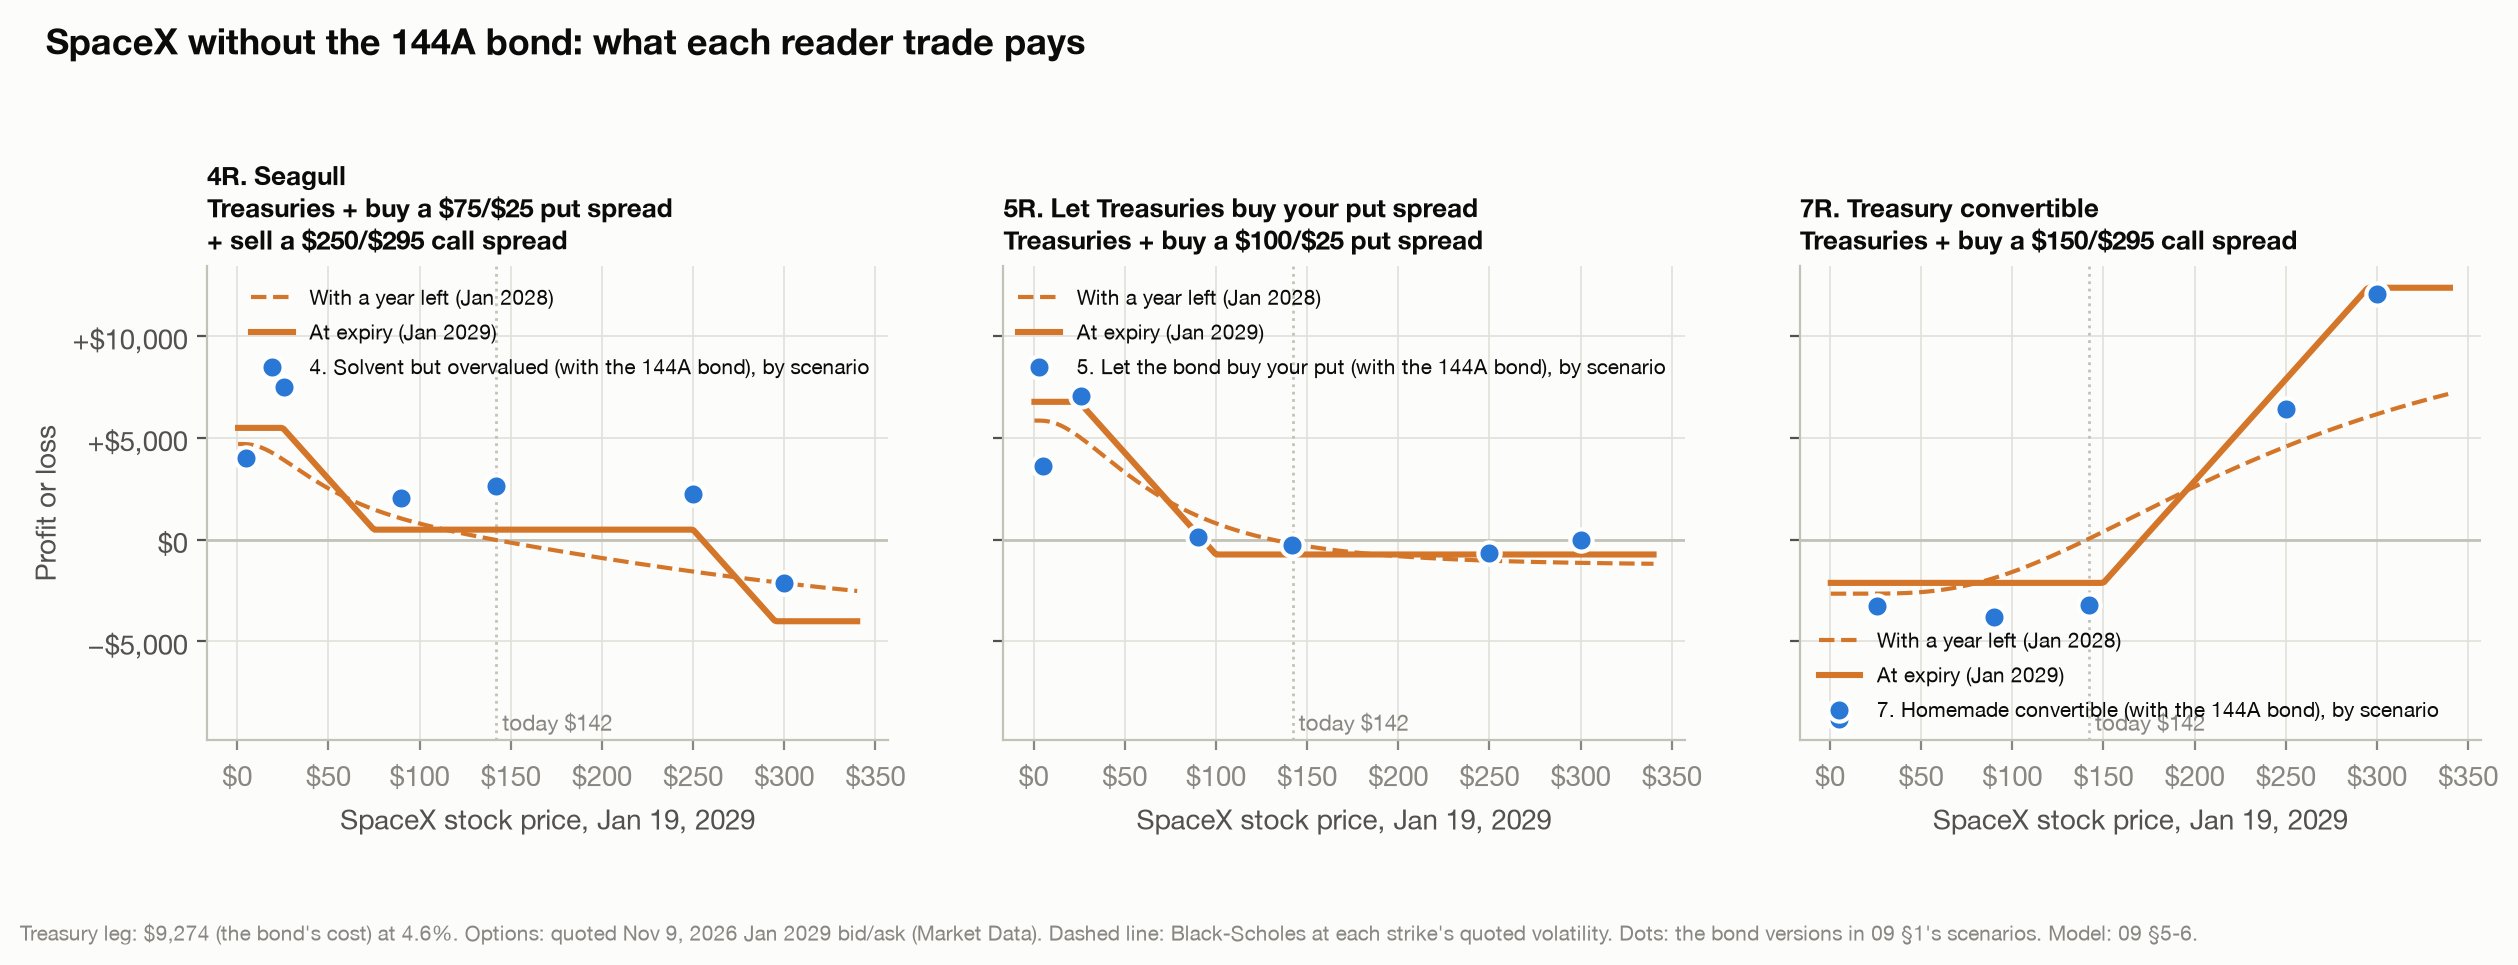 SpaceX without the 144A bond: what each reader trade pays
4R. Seagull
Treasuries + buy a $75/$25 put spread
+ sell a $250/$295 call spread
With a year left (Jan 2028)
At expiry (Jan 2029)
4. Solvent but overvalued (with the 144A bond), by scenario
+$10,000
+$5,000
$0
−$5,000
Profit or loss
today $142
$0 $50 $100 $150 $200 $250 $300 $350
SpaceX stock price, Jan 19, 2029
5R. Let Treasuries buy your put spread
Treasuries + buy a $100/$25 put spread
With a year left (Jan 2028)
At expiry (Jan 2029)
5. Let the bond buy your put (with the 144A bond), by scenario
today $142
$0 $50 $100 $150 $200 $250 $300 $350
SpaceX stock price, Jan 19, 2029
7R. Treasury convertible
Treasuries + buy a $150/$295 call spread
With a year left (Jan 2028)
At expiry (Jan 2029)
7. Homemade convertible (with the 144A bond), by scenario
today $142
$0 $50 $100 $150 $200 $250 $300 $350
SpaceX stock price, Jan 19, 2029
Treasury leg: $9,274 (the bond's cost) at 4.6%. Options: quoted Nov 9, 2026 Jan 2029 bid/ask (Market Data). Dashed line: Black-Scholes at each strike's quoted volatility. Dots: the bond versions in 09 §1's scenarios. Model: 09 §5-6.